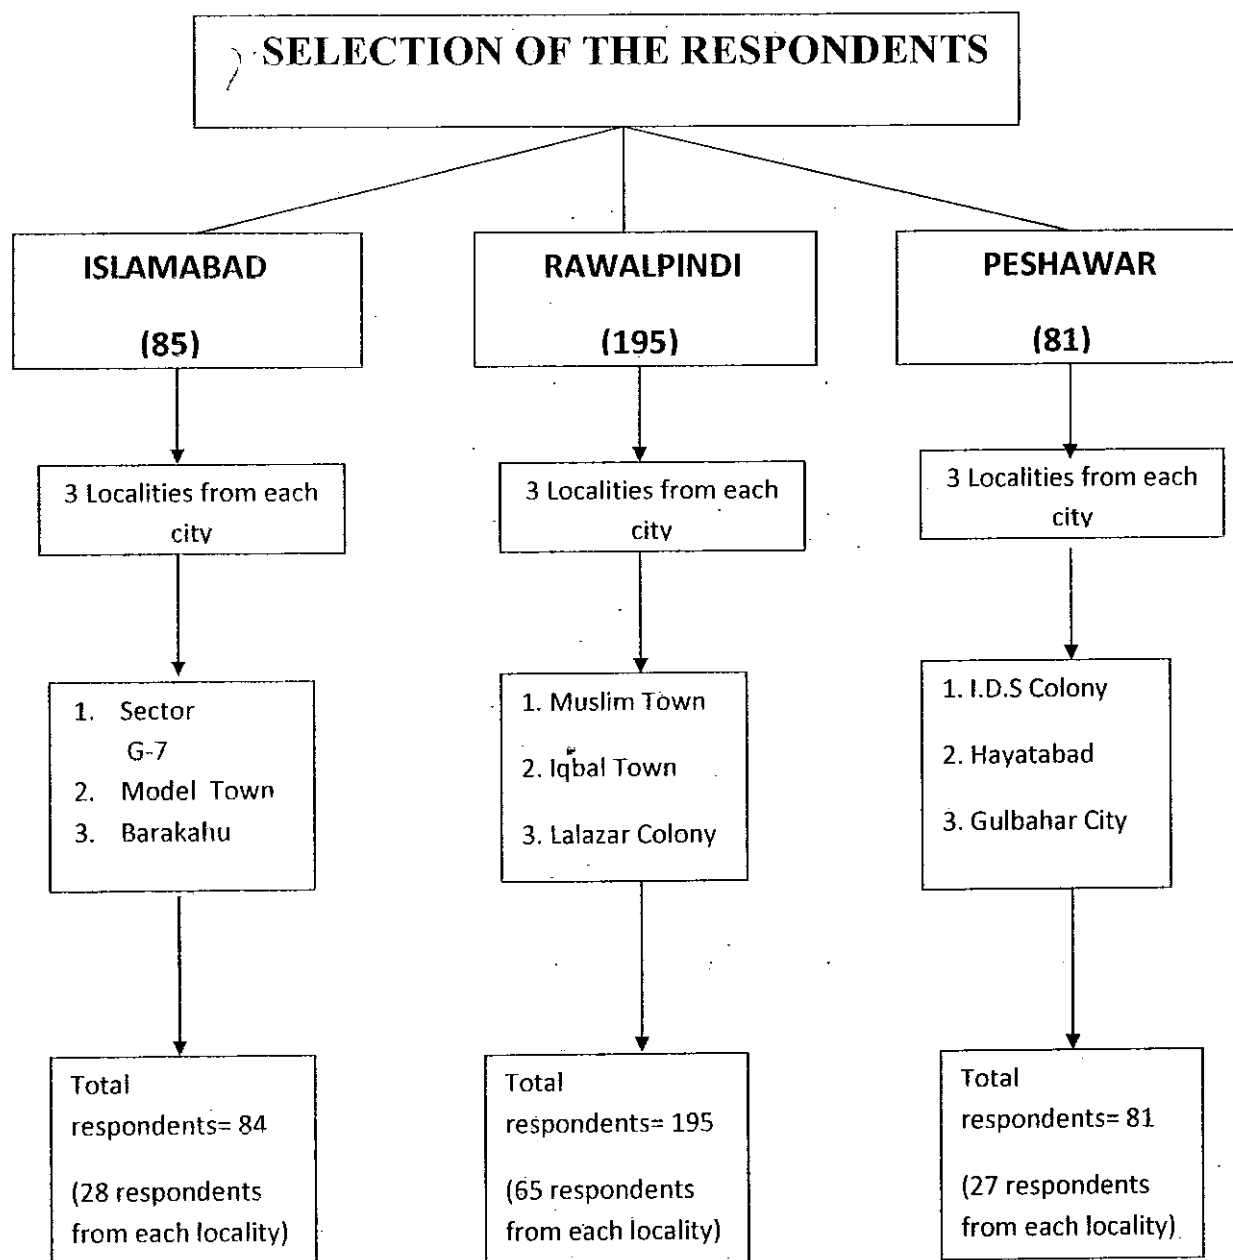 SELECTION OF THE RESPONDENTS
ISLAMABAD
(85)
RAWALPINDI
(195)
PESHAWAR
(81)
3 Localities from each
city
3 Localities from each
city
3 Localities from each
city
1. Sector
G-7
2. Model Town
3. Barakahu
1. Muslim Town
2. Iqbal Town
3. Lalazar Colony
1. I.D.S Colony
2. Hayatabad
3. Gulbahar City
Total
respondents= 84
(28 respondents
from each locality)
Total
respondents= 195
(65 respondents
from each locality)
Total
respondents= 81
(27 respondents
from each locality)